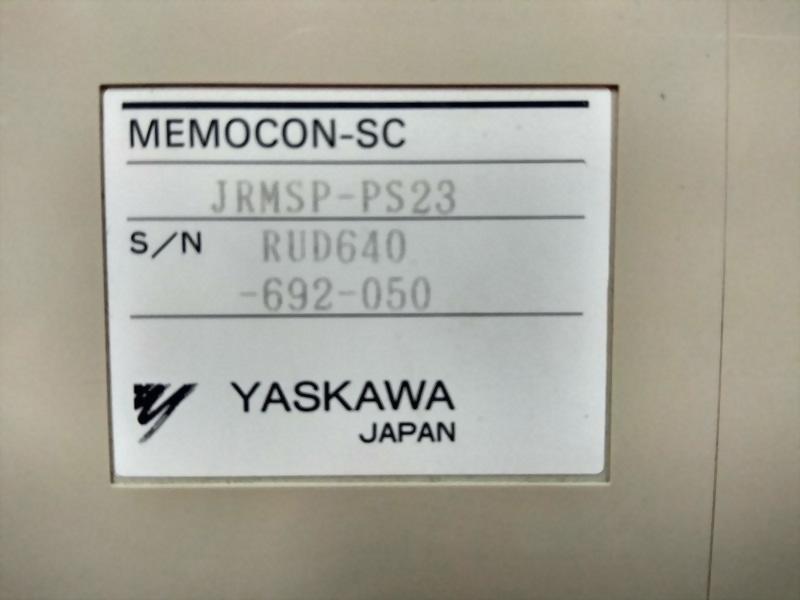 MEMOCON-SC
JRMSP-PS23
S/N RUD640
-692-050
YASKAWA
JAPAN